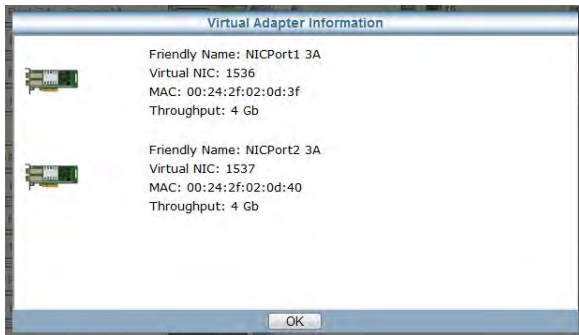 Virtual Adapter Information
Friendly Name: NICPort1 3A
Virtual NIC: 1536
MAC: 00:24:2f:02:0d:3f
Throughput: 4 Gb
Friendly Name: NICPort2 3A
Virtual NIC: 1537
MAC: 00:24:2f:02:0d:40
Throughput: 4 Gb
OK